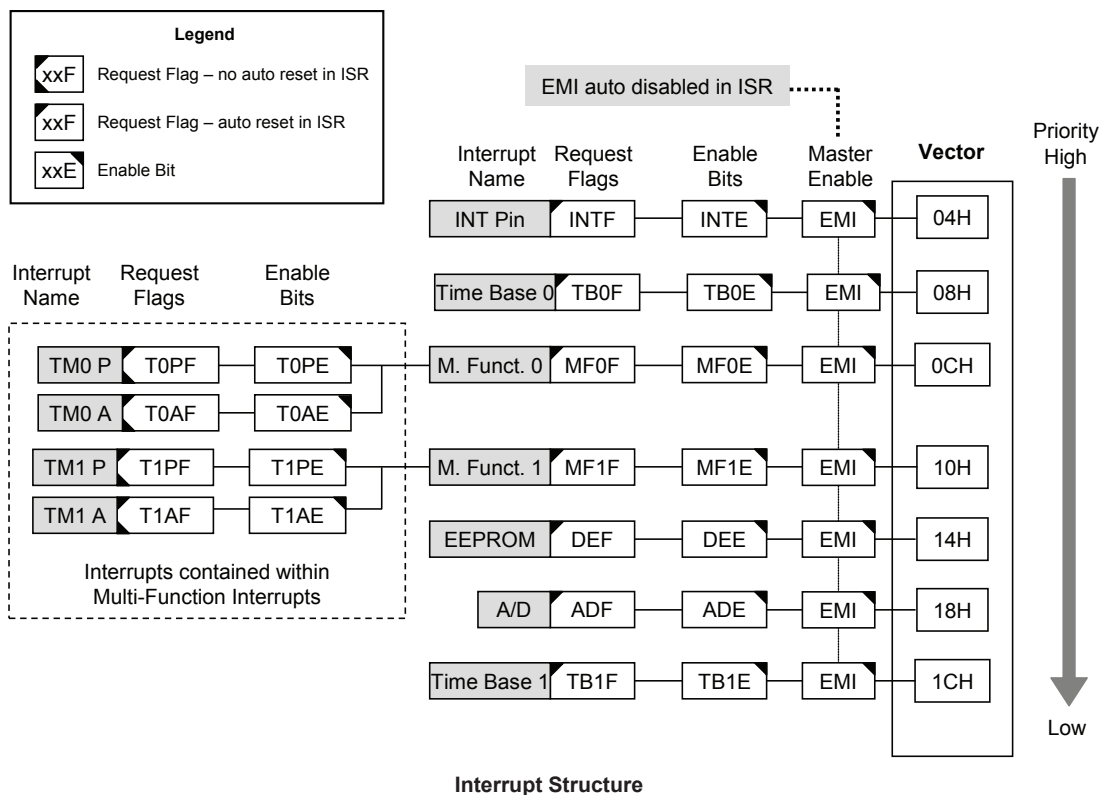 Legend
xxF Request Flag – no auto reset in ISR
xxF Request Flag – auto reset in ISR
xxE Enable Bit
EMI auto disabled in ISR
Interrupt Name
Request Flags
Enable Bits
Master Enable
Vector
Priority High
INT Pin INTF INTE EMI 04H
Time Base 0 TB0F TB0E EMI 08H
Interrupt Name
Request Flags
Enable Bits
TM0 P T0PF T0PE
M. Funct. 0 MF0F MF0E EMI 0CH
TM0 A T0AF T0AE
TM1 P T1PF T1PE
M. Funct. 1 MF1F MF1E EMI 10H
TM1 A T1AF T1AE
EEPROM DEF DEE EMI 14H
Interrupts contained within
Multi-Function Interrupts
A/D ADF ADE EMI 18H
Time Base 1 TB1F TB1E EMI 1CH
Low
Interrupt Structure